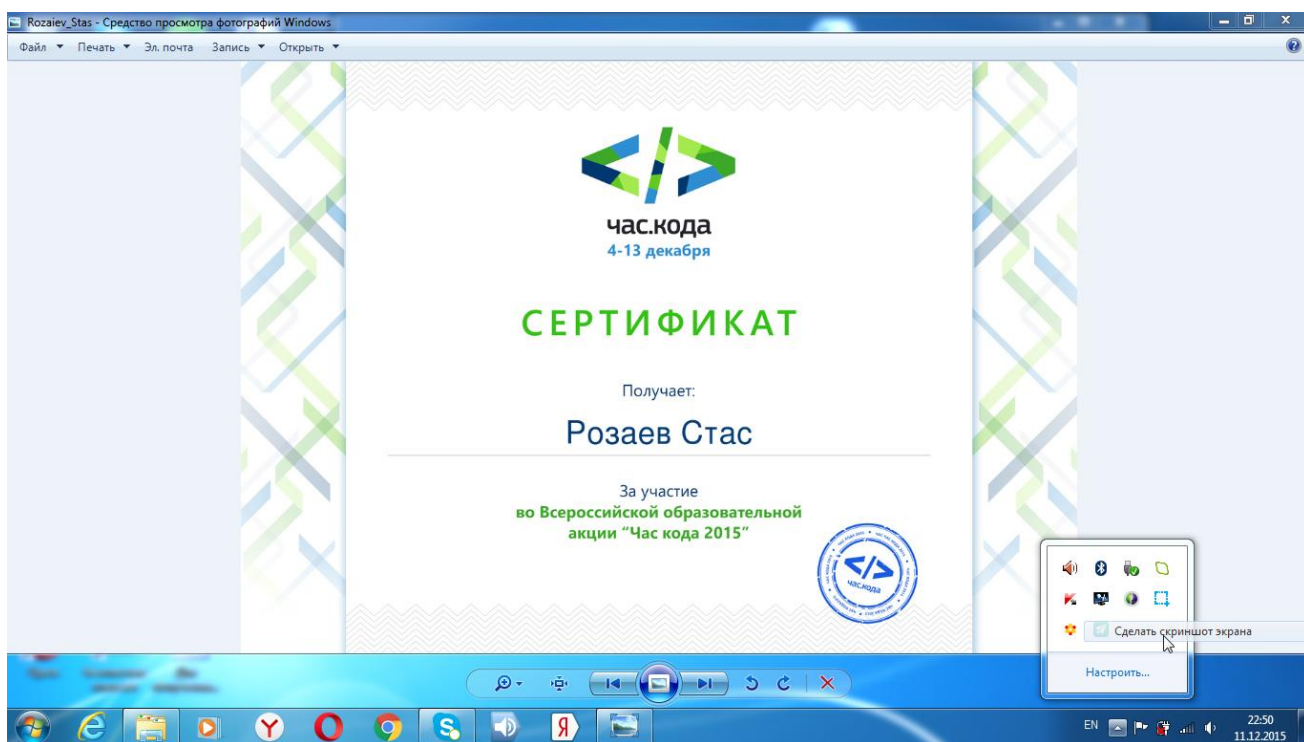 Rozaiev_Stas - Средство просмотра фотографий Windows
Файл Печать Эл. почта Запись Открыть
час.кода
4-13 декабря
СЕРТИФИКАТ
Получает:
Розаев Стас
За участие
во Всероссийской образовательной
акции "Час кода 2015"
час.кода
Сделать скриншот экрана
Настроить...
EN
22:50
11.12.2015